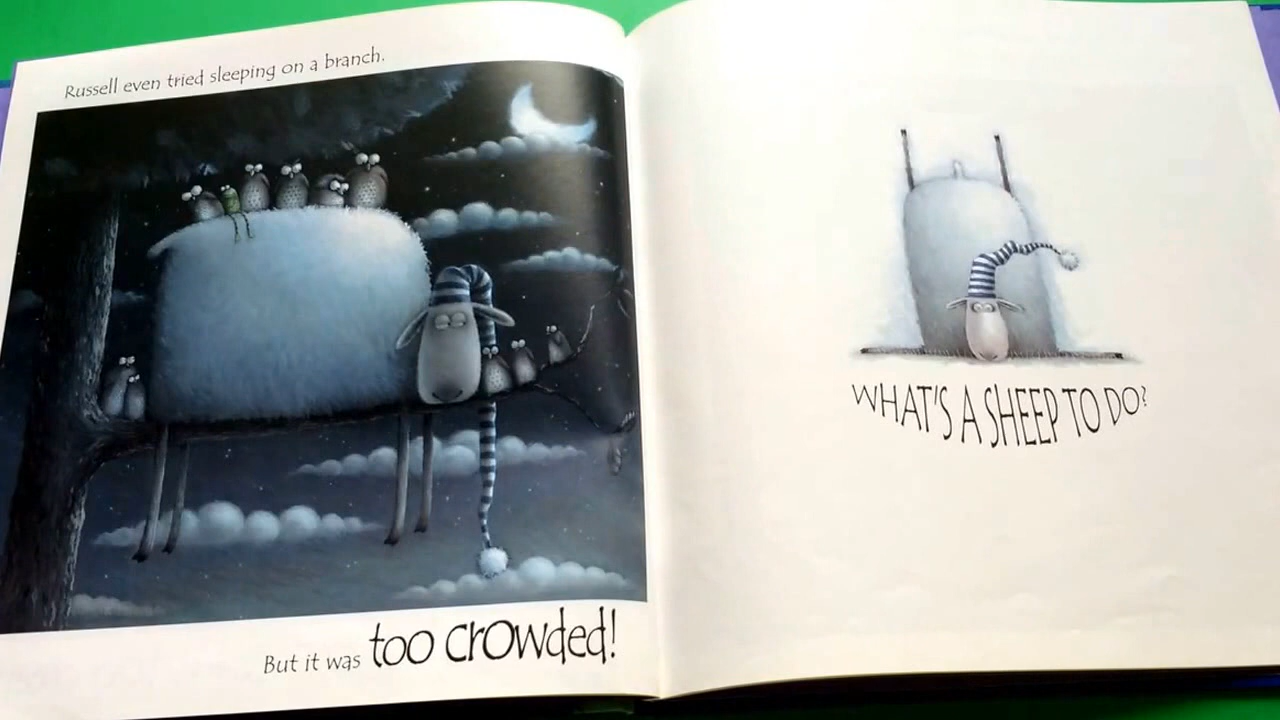 Russell even tried sleeping on a branch.
But it was too crowded!
WHAT'S A SHEEP TO DO?